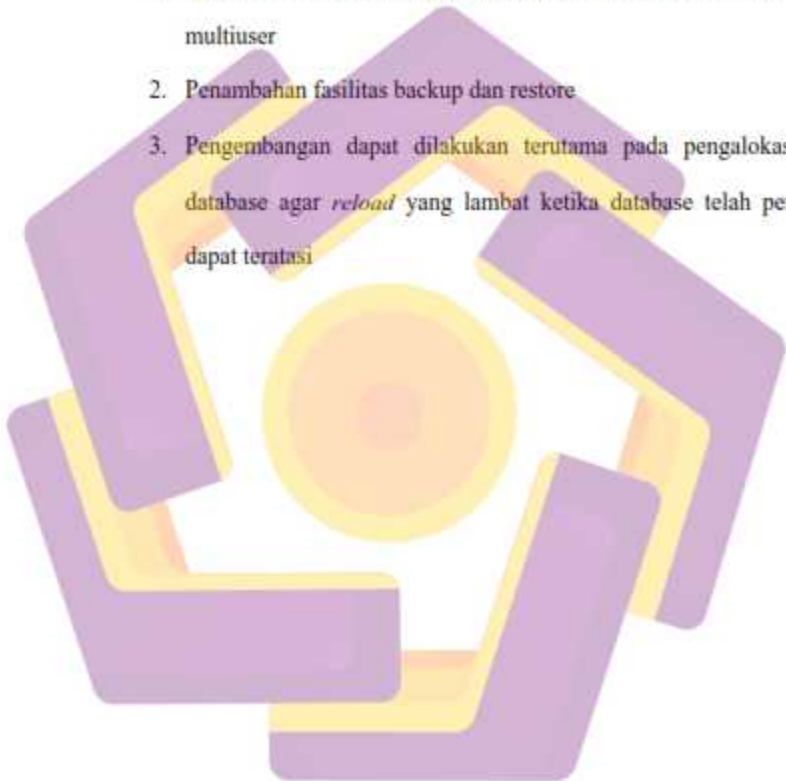 multiuser
2. Penambahan fasilitas backup dan restore
3. Pengembangan dapat dilakukan terutama pada
database agar reload yang lambat ketika database telah
dapat teratasi